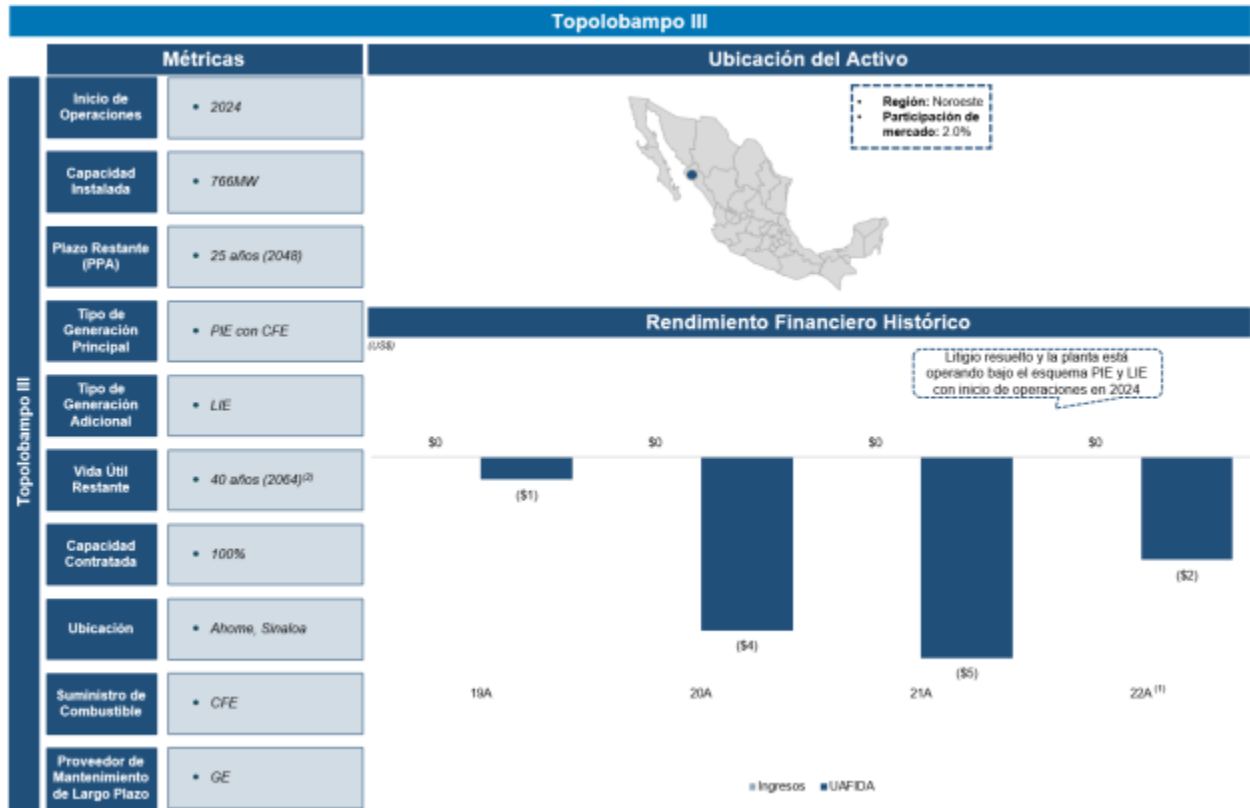 Topolobampo III
Métricas
Ubicación del Activo
Topolobampo III
Inicio de
Operaciones
• 2024
Capacidad
Instalada
• 766MW
Plazo Restante
(PPA)
• 25 años (2048)
Tipo de
Generación
Principal
• PIE con CFE
Tipo de
Generación
Adicional
• LIE
Vida Útil
Restante
• 40 años (2064)(2)
Capacidad
Contratada
• 100%
Ubicación
• Ahome, Sinaloa
Suministro de
Combustible
• CFE
Proveedor de
Mantenimiento
de Largo Plazo
• GE
• Región: Noroeste
• Participación de
mercado: 2.0%
Rendimiento Financiero Histórico
(US$)
Litigio resuelto y la planta está
operando bajo el esquema PIE y LIE
con inicio de operaciones en 2024
$0 $0 $0 $0
($1)
($4)
($5)
($2)
19A 20A 21A 22A (1)
Ingresos UAFIDA